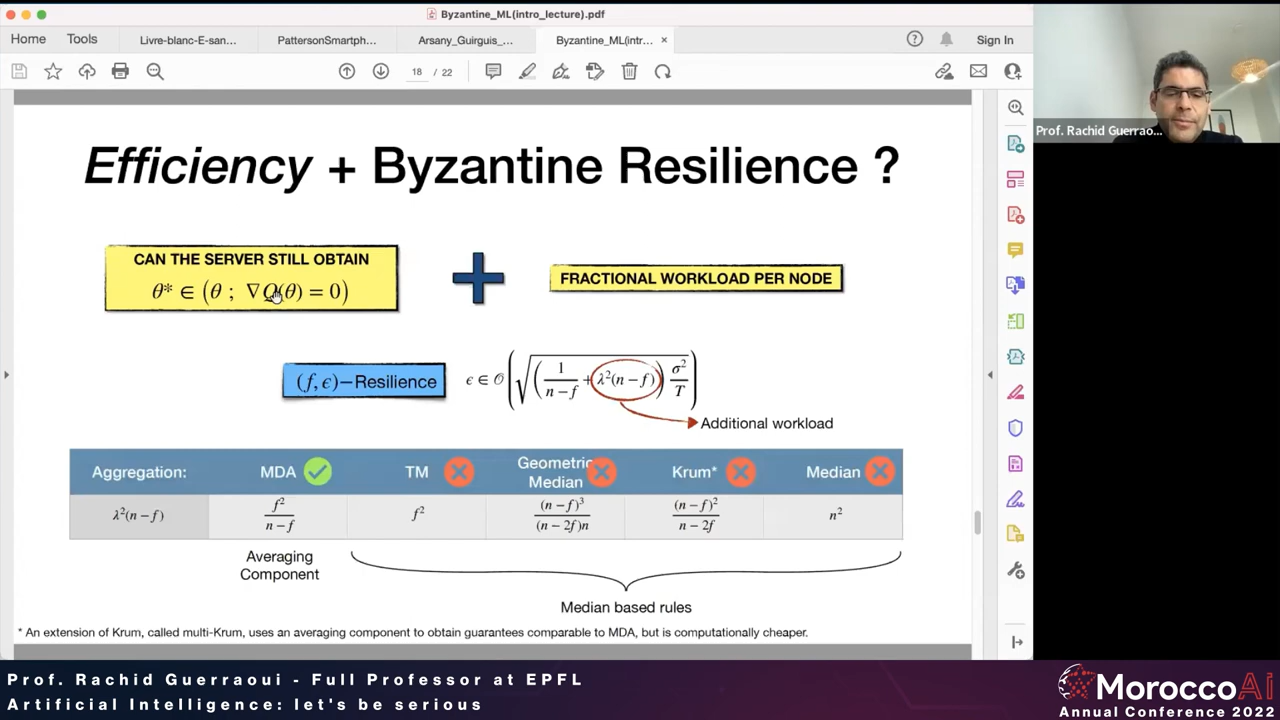 Byzantine_ML(intro_lecture).pdf
Home Tools Livre-blanc-E-san... PattersonSmartph... Arsany_Guirguis_... Byzantine_ML(intr... × Sign In
18 / 22
Efficiency + Byzantine Resilience ?
CAN THE SERVER STILL OBTAIN
θ* ∈ (θ ; ∇Q(θ) = 0)
FRACTIONAL WORKLOAD PER NODE
(f, ϵ)–Resilience
ϵ ∈ 𝒪(√((1/(n − f) + λ²(n − f)) σ²/T))
Additional workload
Aggregation: MDA TM Geometric Median Krum* Median
λ²(n − f) f²/(n − f) f² (n − f)³/((n − 2f)n) (n − f)²/(n − 2f) n²
Averaging
Component
Median based rules
* An extension of Krum, called multi-Krum, uses an averaging component to obtain guarantees comparable to MDA, but is computationally cheaper.
Prof. Rachid Guerrao...
Prof. Rachid Guerraoui - Full Professor at EPFL
Artificial Intelligence: let's be serious
MoroccoAi
Annual Conference 2022